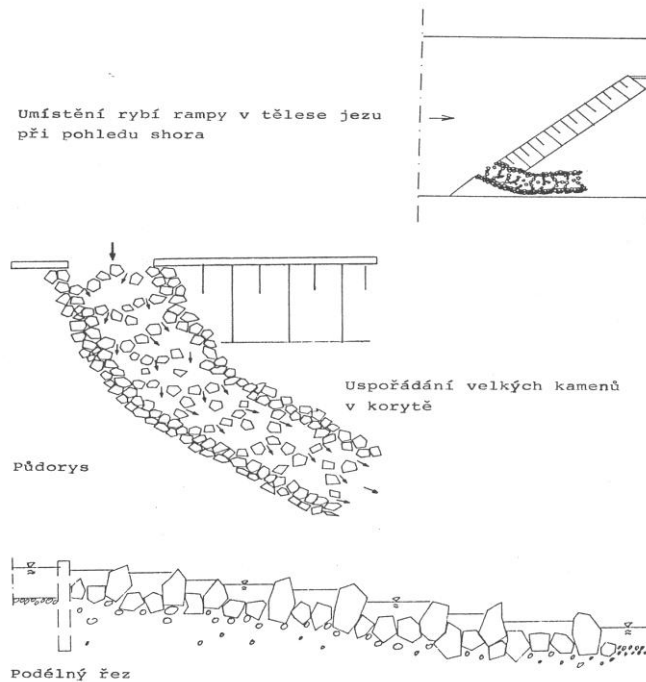 Umístění rybí rampy v tělese jezu
při pohledu shora
Uspořádání velkých kamenů
v korytě
Půdorys
Podélný řez